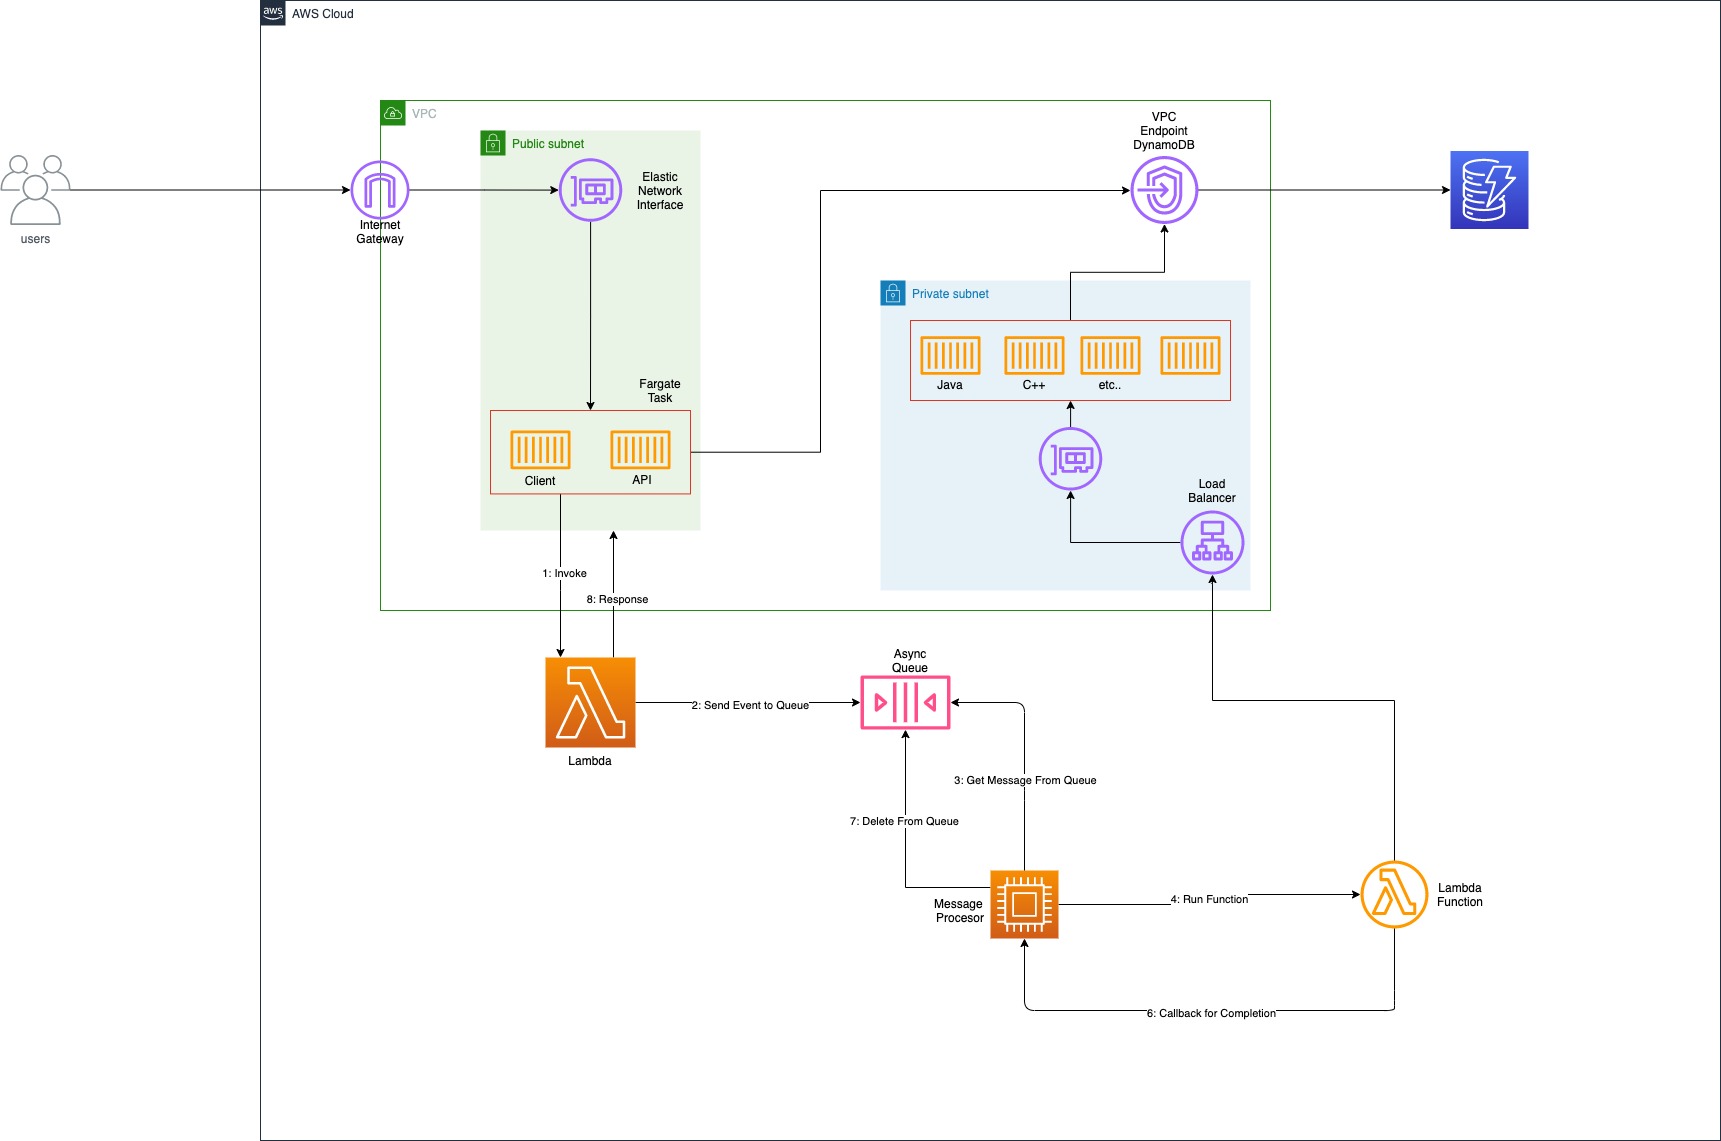 aws
AWS Cloud
VPC
VPC
Endpoint
DynamoDB
Public subnet
Elastic
Network
Interface
Internet
Gateway
users
Private subnet
Java
C++
etc..
Fargate
Task
Client
API
Load
Balancer
1: Invoke
8: Response
Async
Queue
2: Send Event to Queue
Lambda
3: Get Message From Queue
7: Delete From Queue
Message
Procesor
4: Run Function
Lambda
Function
6: Callback for Completion